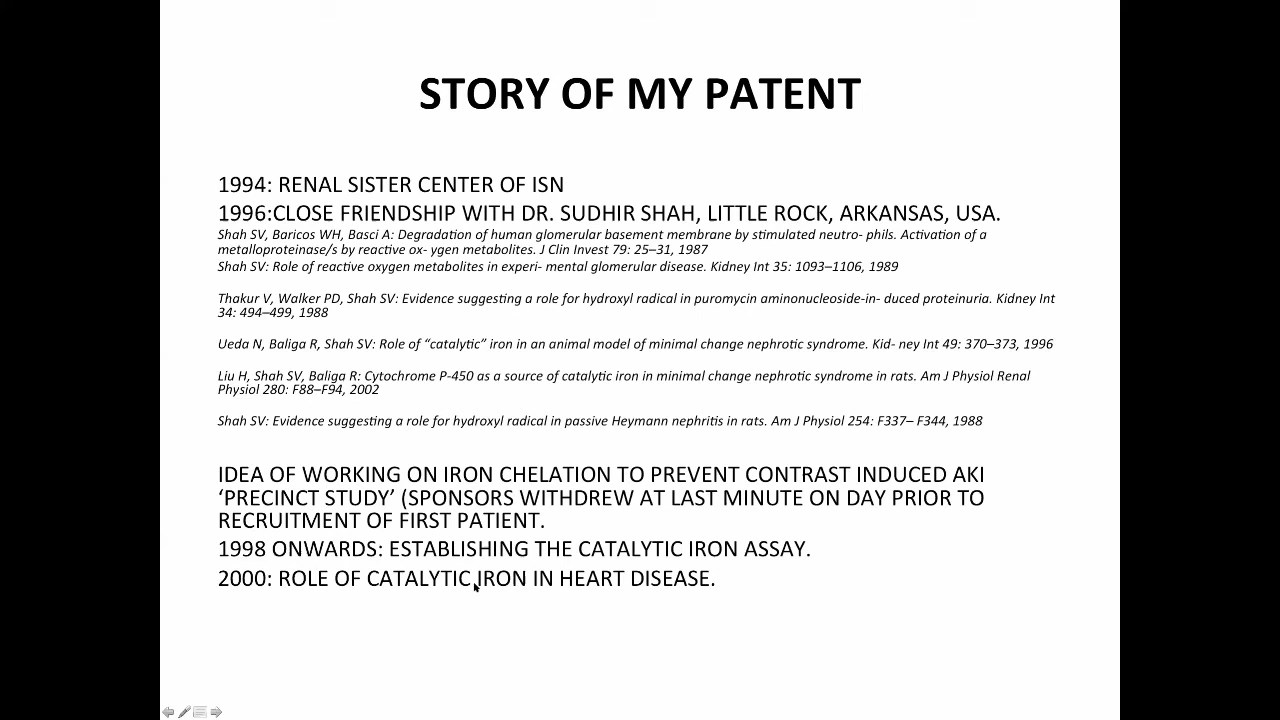 STORY OF MY PATENT
1994: RENAL SISTER CENTER OF ISN
1996:CLOSE FRIENDSHIP WITH DR. SUDHIR SHAH, LITTLE ROCK, ARKANSAS, USA.
Shah SV, Baricos WH, Basci A: Degradation of human glomerular basement membrane by stimulated neutro- phils. Activation of a
metalloproteinase/s by reactive ox- ygen metabolites. J Clin Invest 79: 25–31, 1987
Shah SV: Role of reactive oxygen metabolites in experi- mental glomerular disease. Kidney Int 35: 1093–1106, 1989
Thakur V, Walker PD, Shah SV: Evidence suggesting a role for hydroxyl radical in puromycin aminonucleoside-in- duced proteinuria. Kidney Int
34: 494–499, 1988
Ueda N, Baliga R, Shah SV: Role of “catalytic” iron in an animal model of minimal change nephrotic syndrome. Kid- ney Int 49: 370–373, 1996
Liu H, Shah SV, Baliga R: Cytochrome P-450 as a source of catalytic iron in minimal change nephrotic syndrome in rats. Am J Physiol Renal
Physiol 280: F88–F94, 2002
Shah SV: Evidence suggesting a role for hydroxyl radical in passive Heymann nephritis in rats. Am J Physiol 254: F337– F344, 1988
IDEA OF WORKING ON IRON CHELATION TO PREVENT CONTRAST INDUCED AKI
‘PRECINCT STUDY’ (SPONSORS WITHDREW AT LAST MINUTE ON DAY PRIOR TO
RECRUITMENT OF FIRST PATIENT.
1998 ONWARDS: ESTABLISHING THE CATALYTIC IRON ASSAY.
2000: ROLE OF CATALYTIC IRON IN HEART DISEASE.